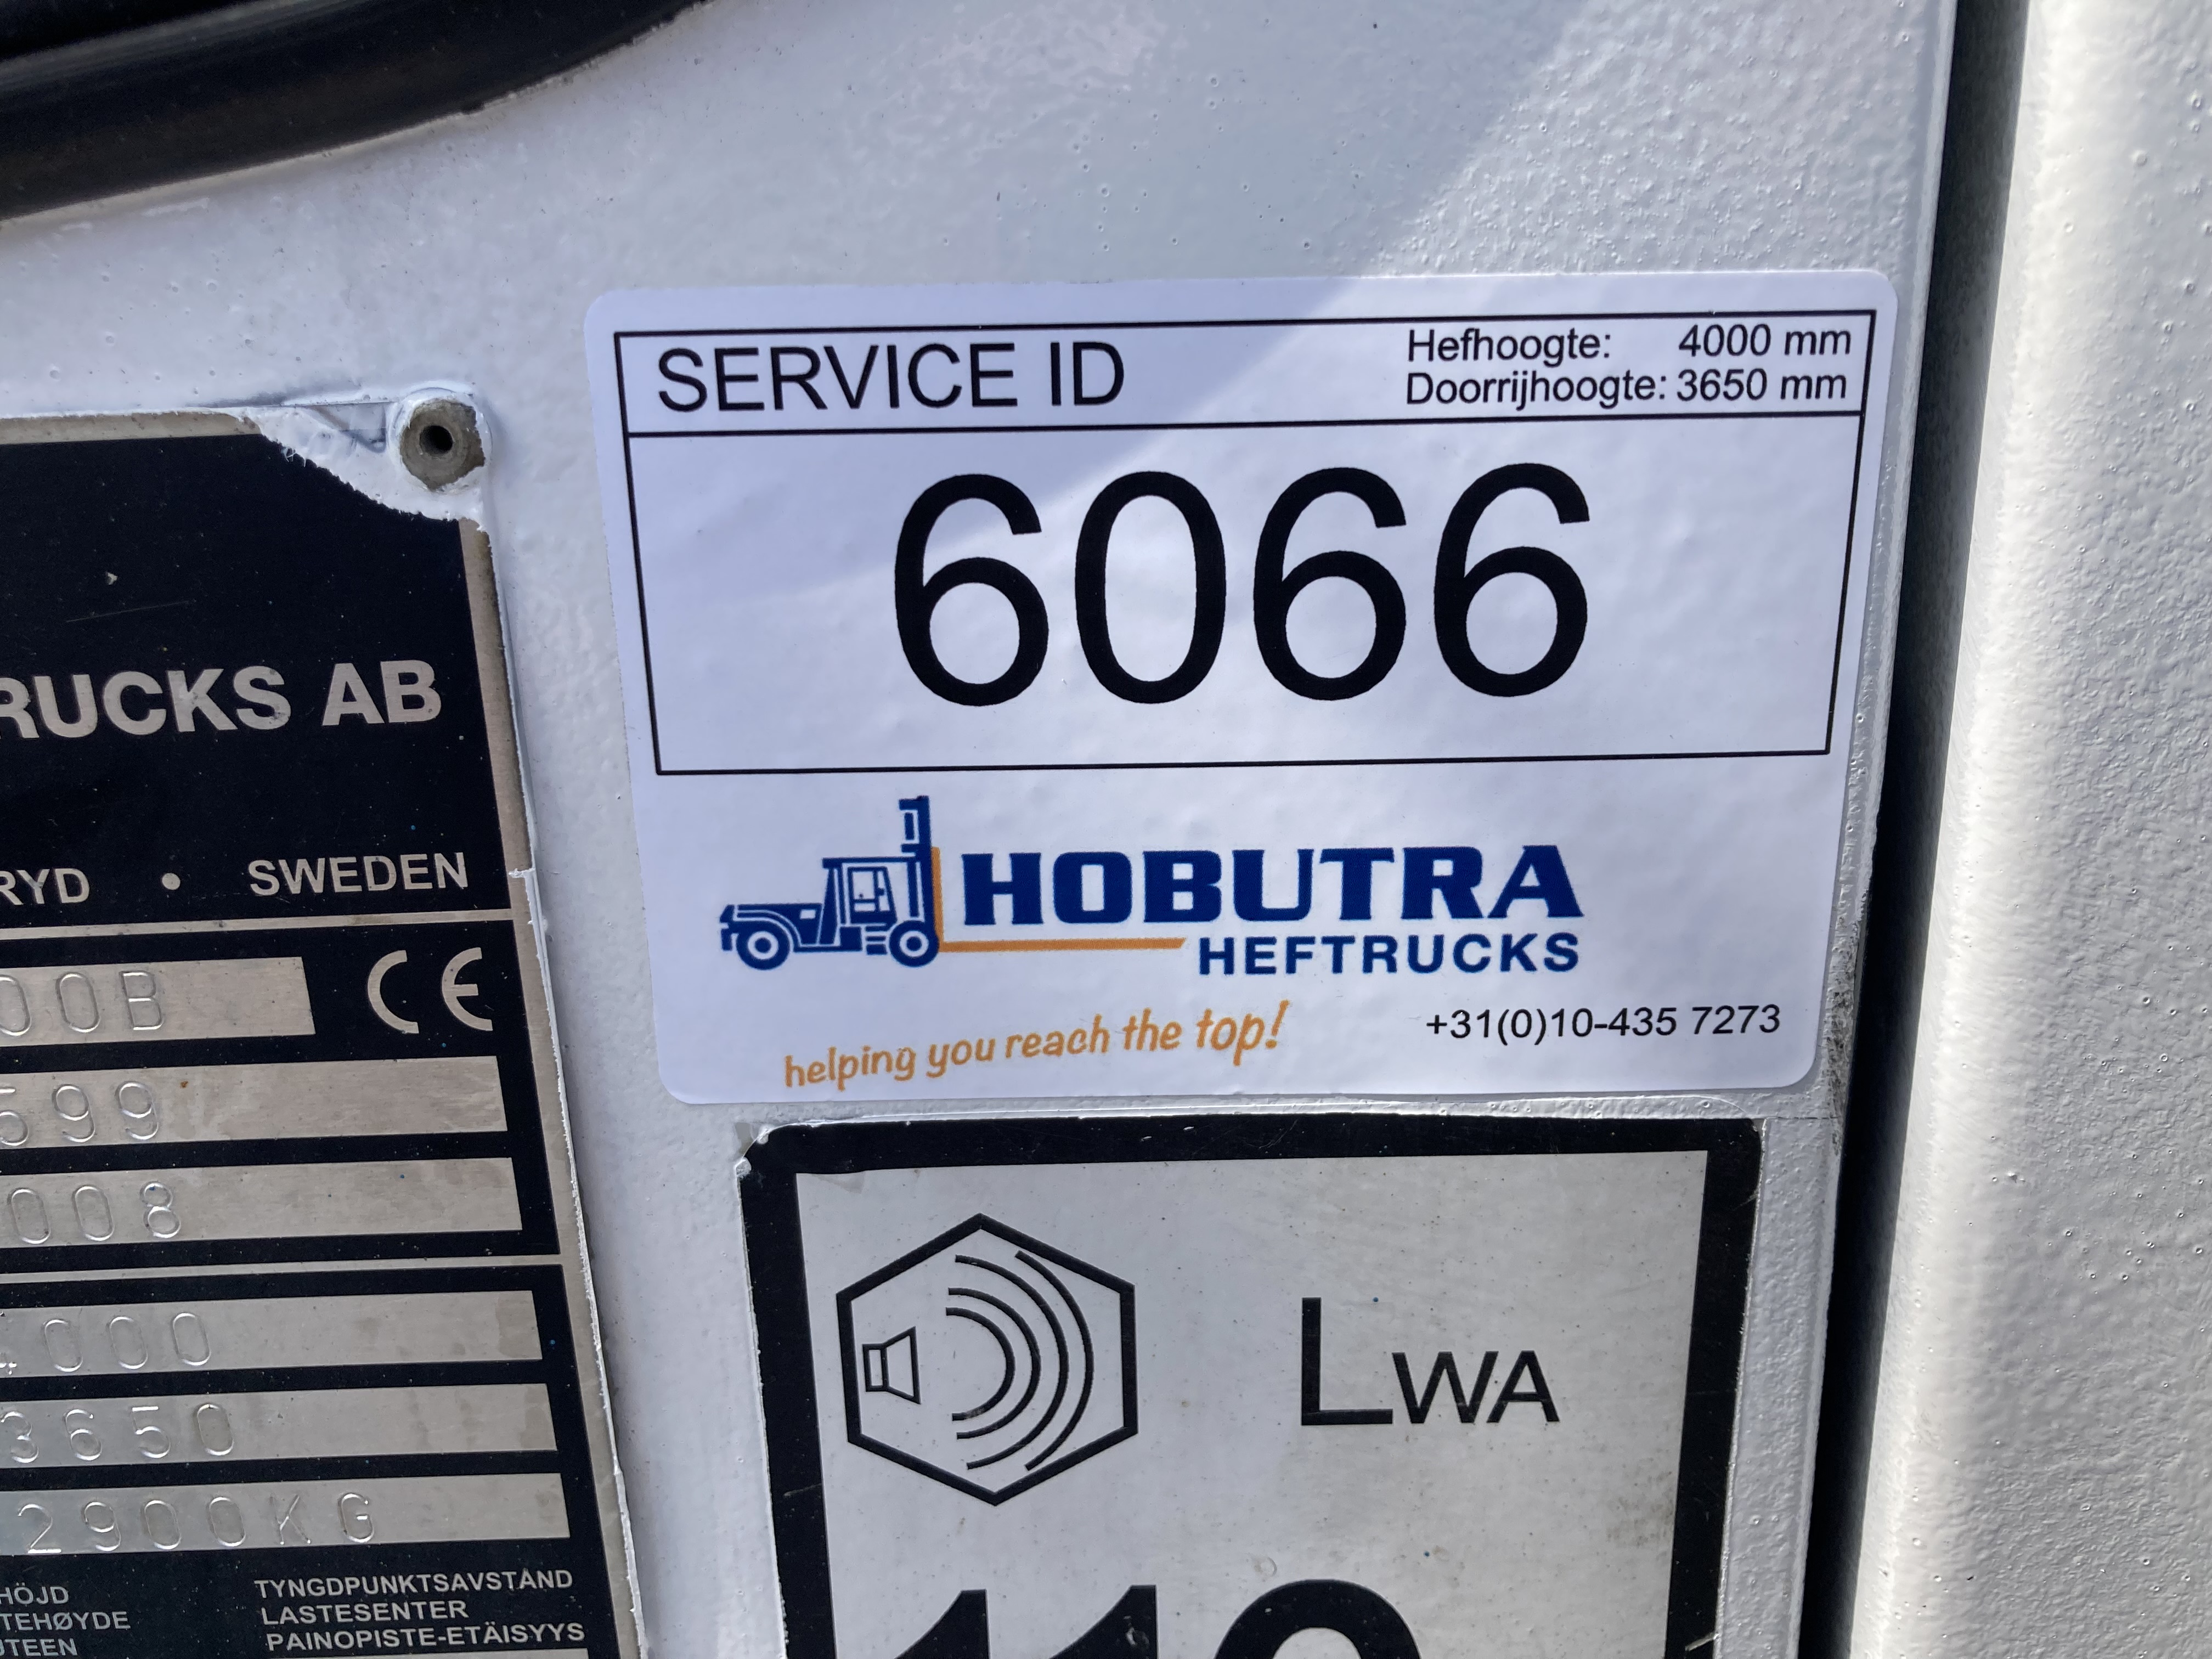 SERVICE ID
Hefhoogte: 4000 mm
Doorrijhoogte: 3650 mm
6066
HOBUTRA
HEFTRUCKS
helping you reach the top!
+31(0)10-435 7273
RUCKS AB
RYD • SWEDEN
00B CE
599
008
000
3650
2900KG
HÖJD
TEHØYDE
UTEEN
TYNGDPUNKTSAVSTÅND
LASTESENTER
PAINOPISTE-ETÄISYYS
LWA